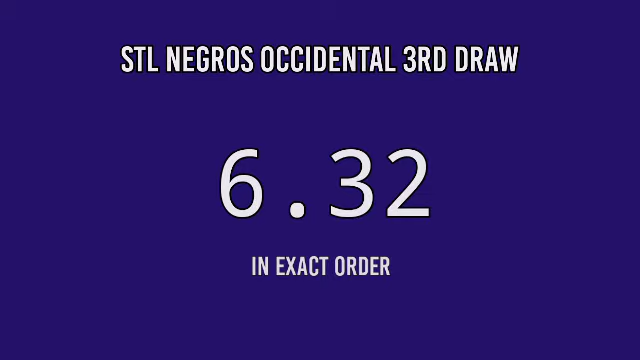 STL NEGROS OCCIDENTAL 3RD DRAW
6.32
IN EXACT ORDER